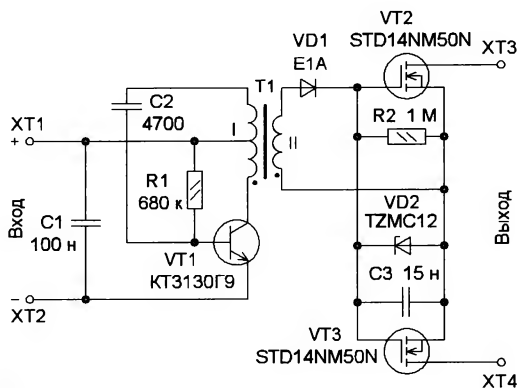 VT2
STD14NM50N
XT3
VD1
E1A
T1
C2
4700
R2 1 М
XT1
+
I
II
R1
680 к
VD2
TZMC12
Вход
C1
100 н
Выход
VT1
КТ3130Г9
C3 15 н
–
XT2
VT3
STD14NM50N
XT4